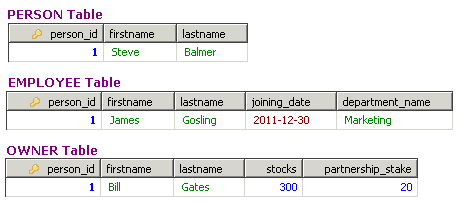 PERSON Table
person_id firstname lastname
1 Steve Balmer
EMPLOYEE Table
person_id firstname lastname joining_date department_name
1 James Gosling 2011-12-30 Marketing
OWNER Table
person_id firstname lastname stocks partnership_stake
1 Bill Gates 300 20